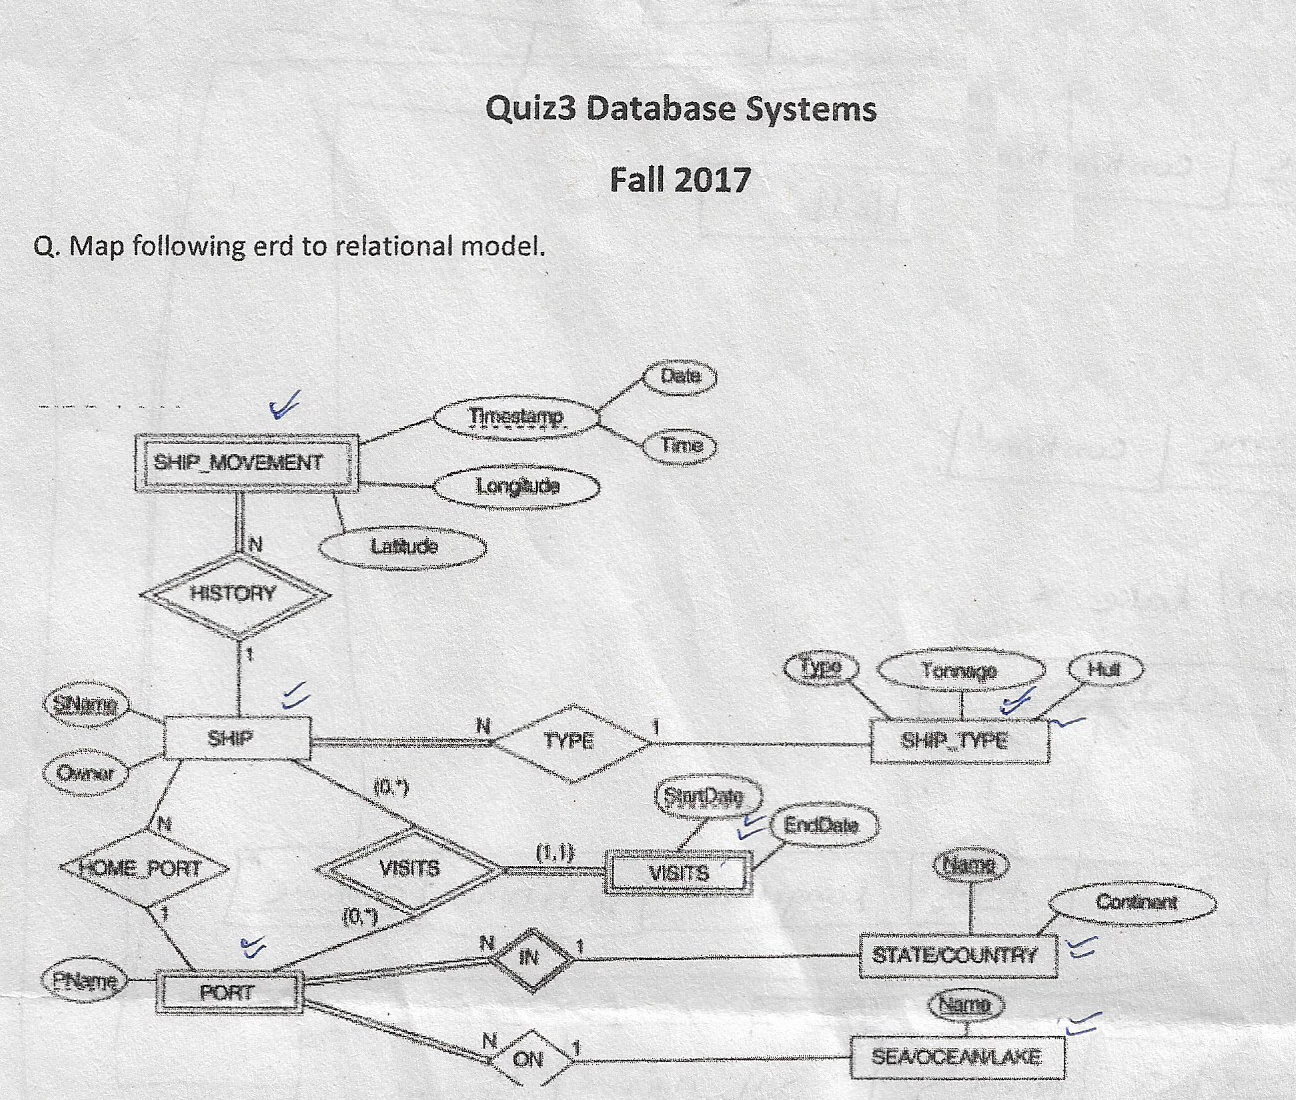 Quiz3 Database Systems
Fall 2017
Q. Map following erd to relational model.
Date
Timestamp
Time
SHIP_MOVEMENT
Longitude
N
Latitude
HISTORY
1
Type
Tonnage
Hull
SName
N
1
SHIP
TYPE
SHIP_TYPE
Owner
(0,*)
StartDate
N
EndDate
(1,1)
HOME_PORT
VISITS
VISITS
Name
1
(0,*)
Continent
N
1
IN
STATE/COUNTRY
PName
PORT
Name
N
1
ON
SEA/OCEAN/LAKE